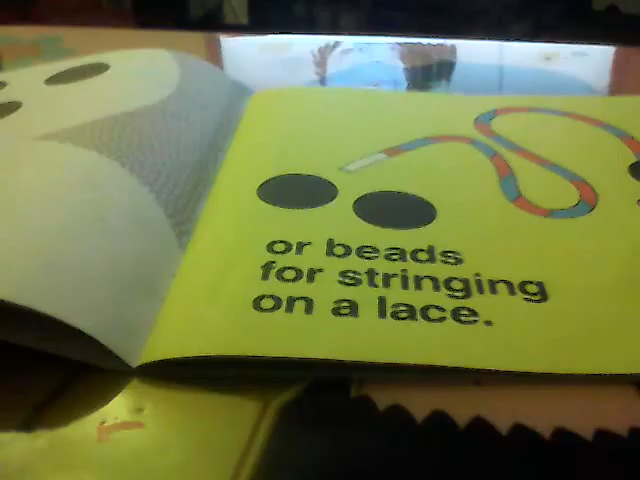 or beads
for stringing
on a lace.